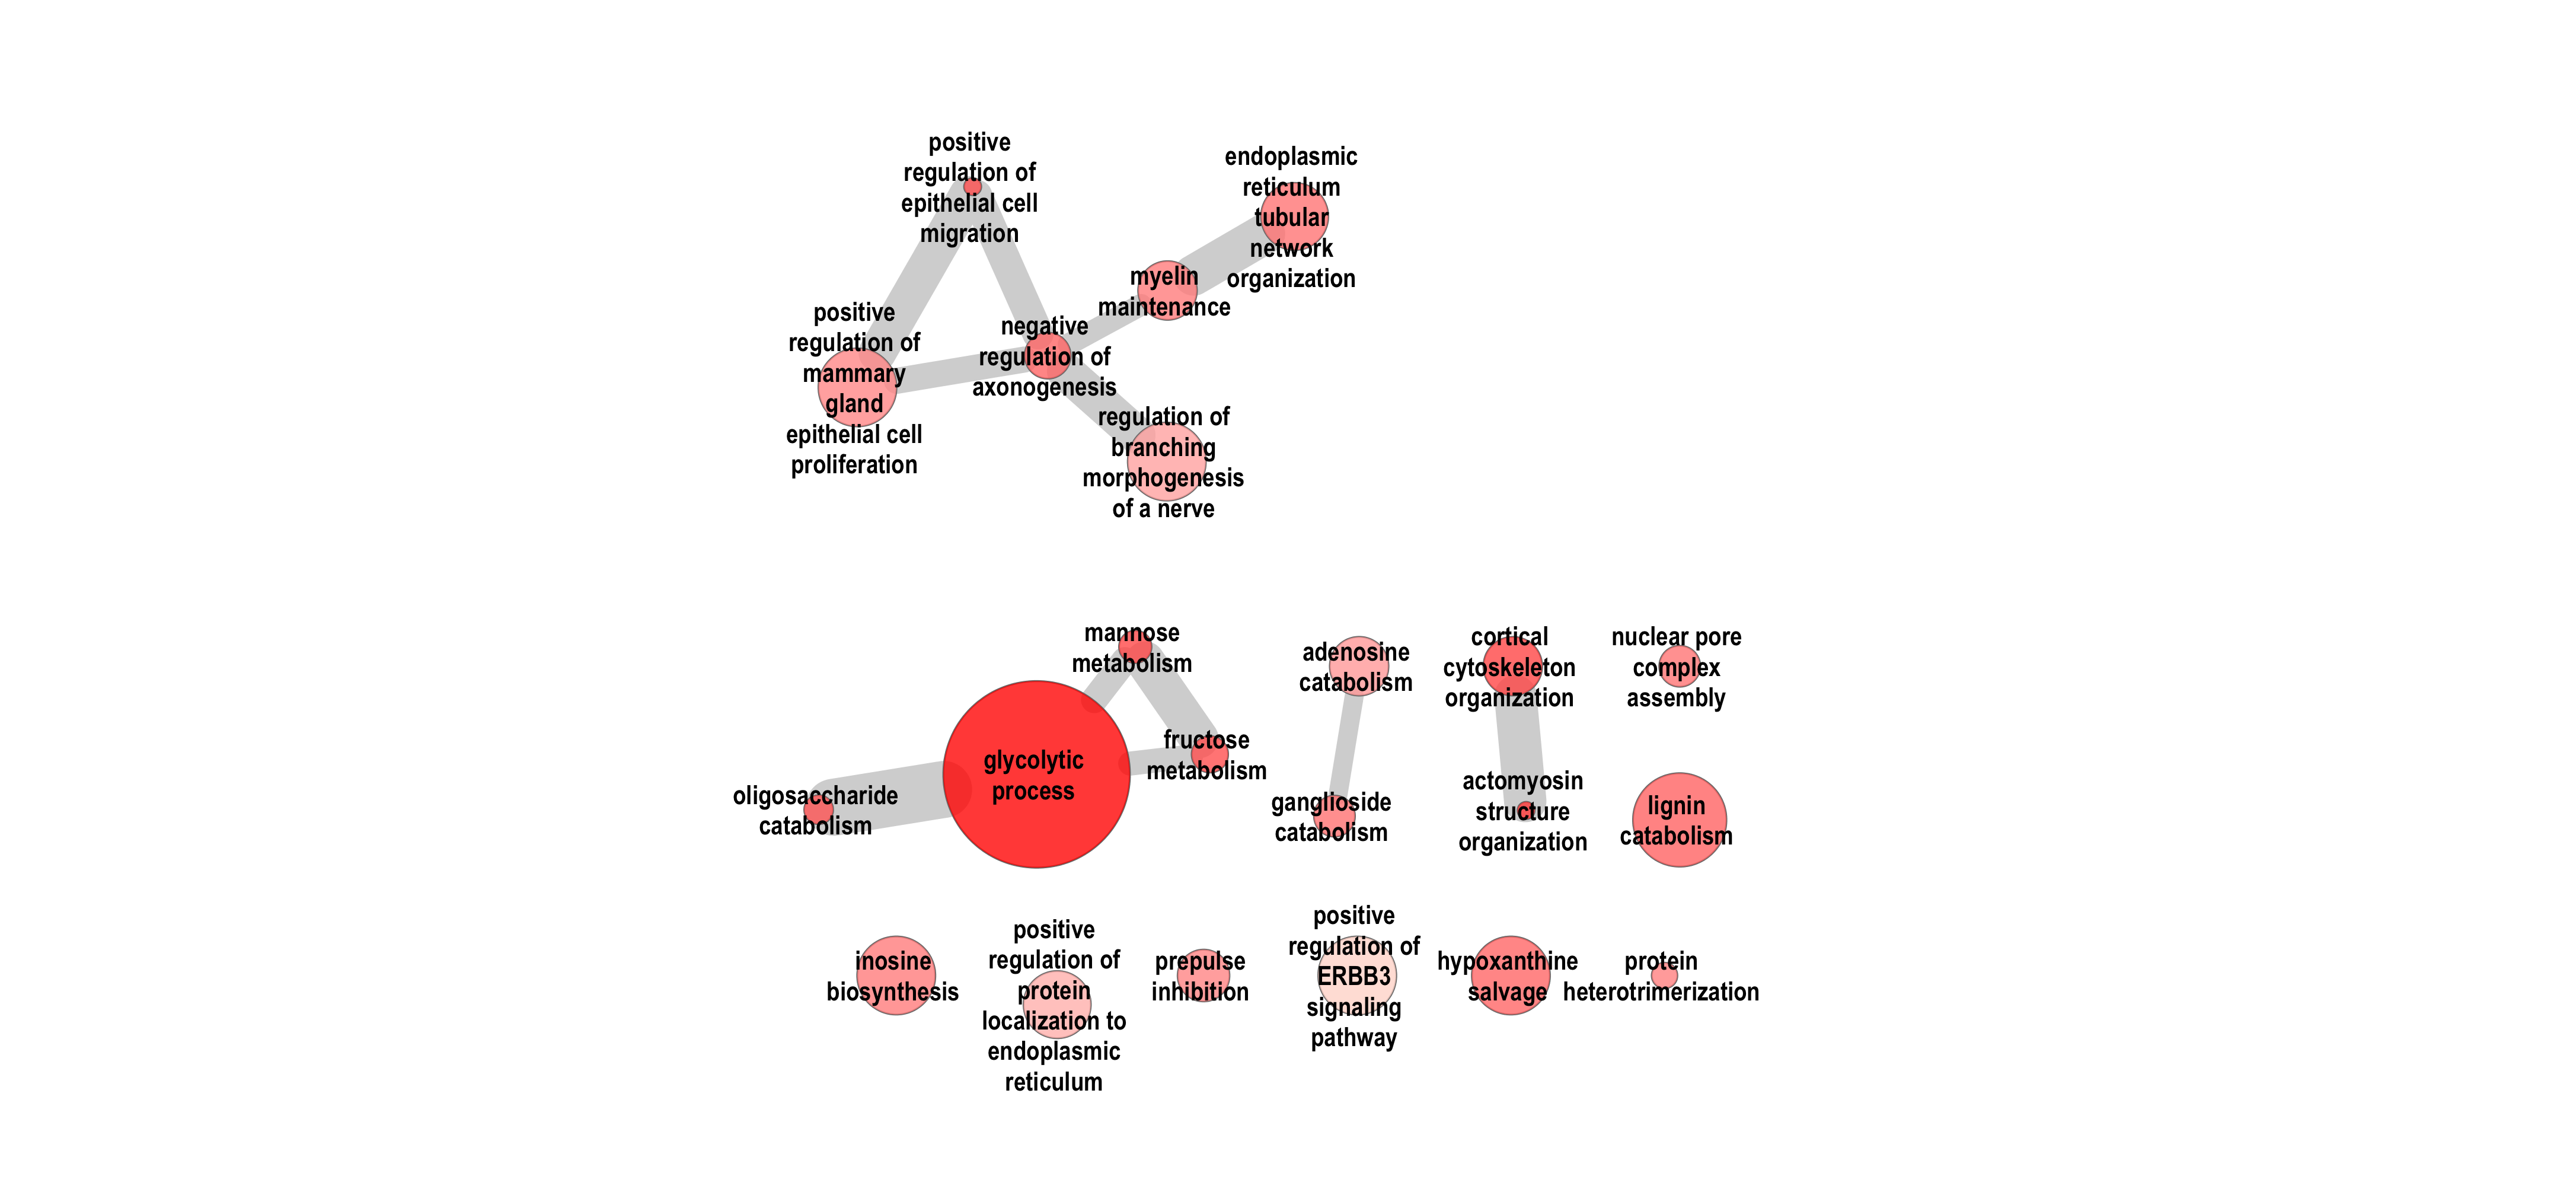 positive
regulation of
epithelial cell
migration
endoplasmic
reticulum
tubular
network
organization
myelin
maintenance
positive
regulation of
mammary
gland
epithelial cell
proliferation
negative
regulation of
axonogenesis
regulation of
branching
morphogenesis
of a nerve
mannose
metabolism
glycolytic
process
fructose
metabolism
oligosaccharide
catabolism
adenosine
catabolism
ganglioside
catabolism
cortical
cytoskeleton
organization
actomyosin
structure
organization
nuclear pore
complex
assembly
lignin
catabolism
inosine
biosynthesis
positive
regulation of
protein
localization to
endoplasmic
reticulum
prepulse
inhibition
positive
regulation of
ERBB3
signaling
pathway
hypoxanthine
salvage
protein
heterotrimerization